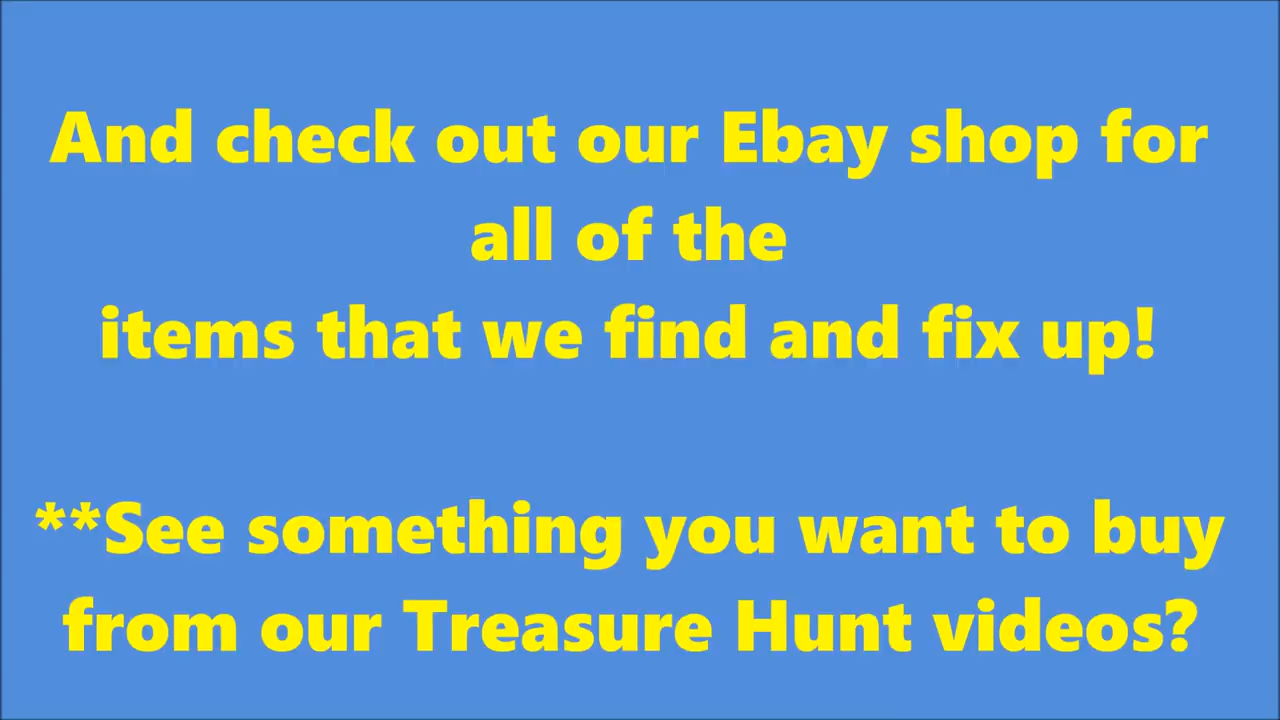 And check out our Ebay shop for
all of the
items that we find and fix up!
**See something you want to buy
from our Treasure Hunt videos?